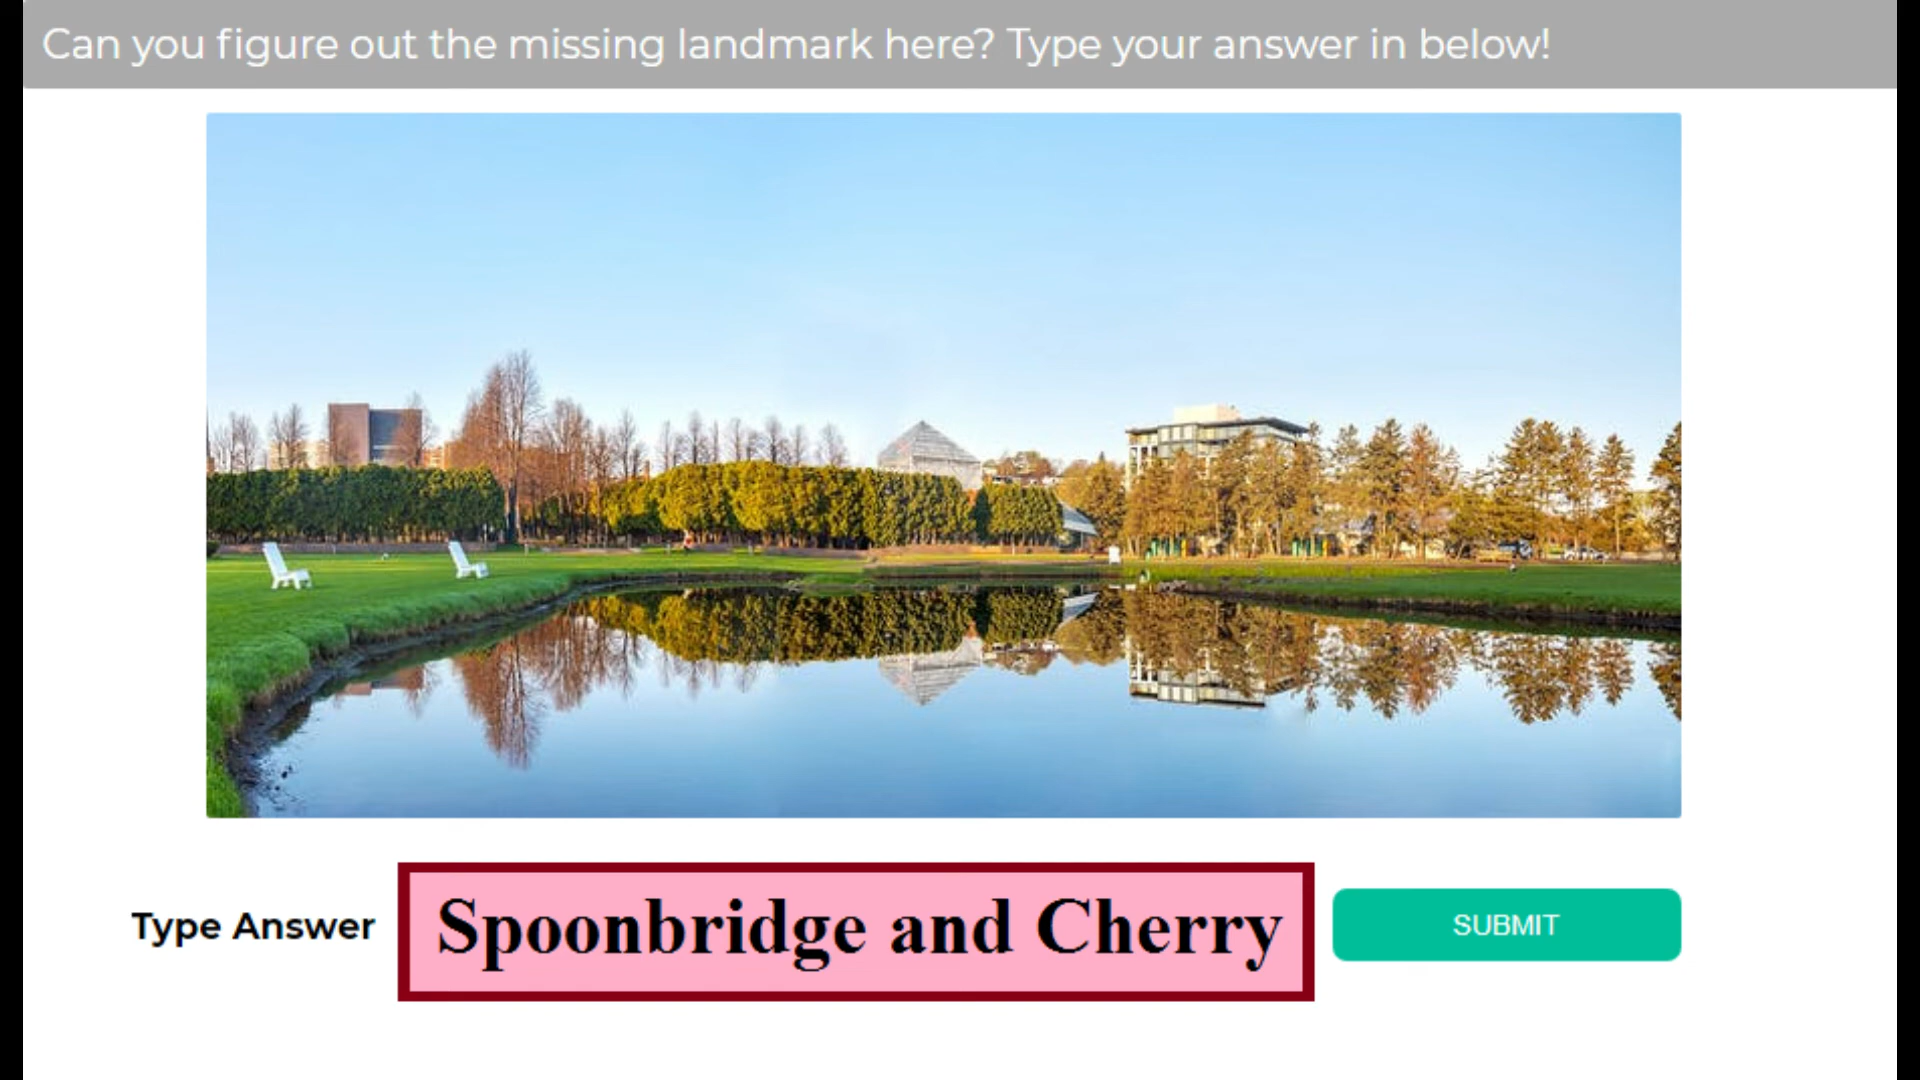 Can you figure out the missing landmark here? Type your answer in below!
Type Answer
Spoonbridge and Cherry
SUBMIT